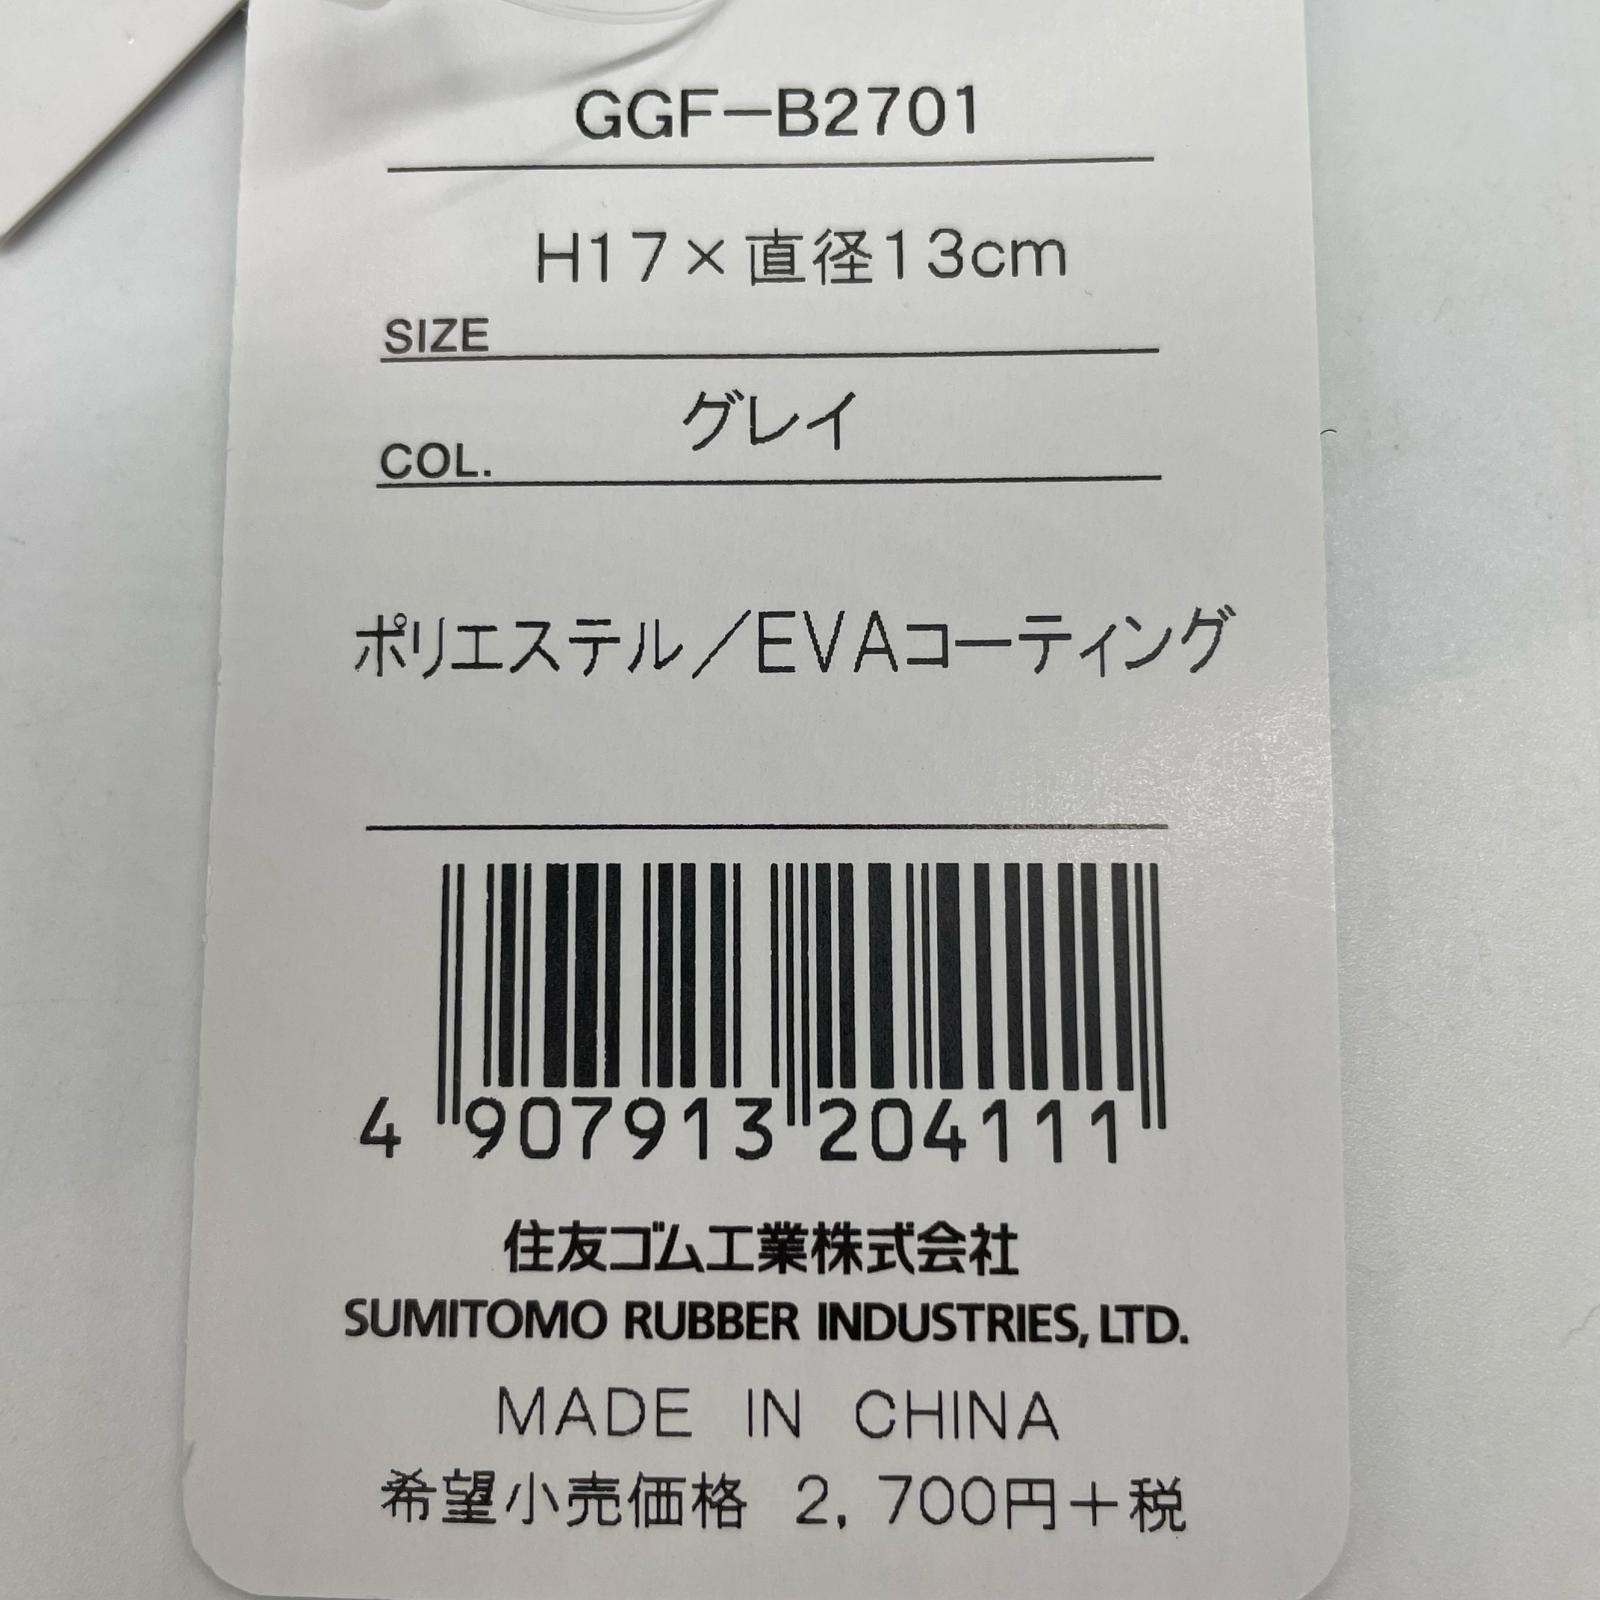 GGF-B2701
H17×直径13cm
SIZE
グレイ
COL.
ポリエステル/EVAコーティング
4 907913 204111
住友ゴム工業株式会社
SUMITOMO RUBBER INDUSTRIES, LTD.
MADE IN CHINA
希望小売価格 2,700円+税